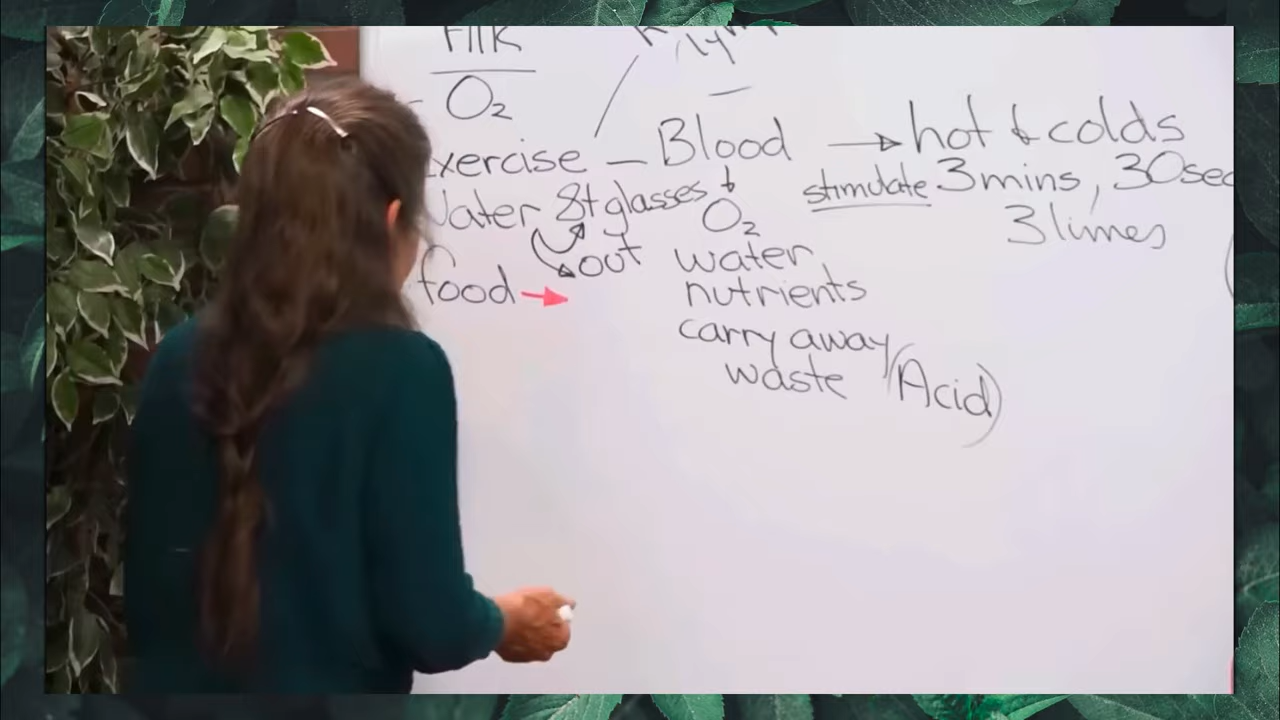 O₂
xercise — Blood → hot & colds
stimulate 3mins, 30sec
ater 8+ glasses
O₂
3 times
out water
food → nutrients
carry away
waste (Acid)